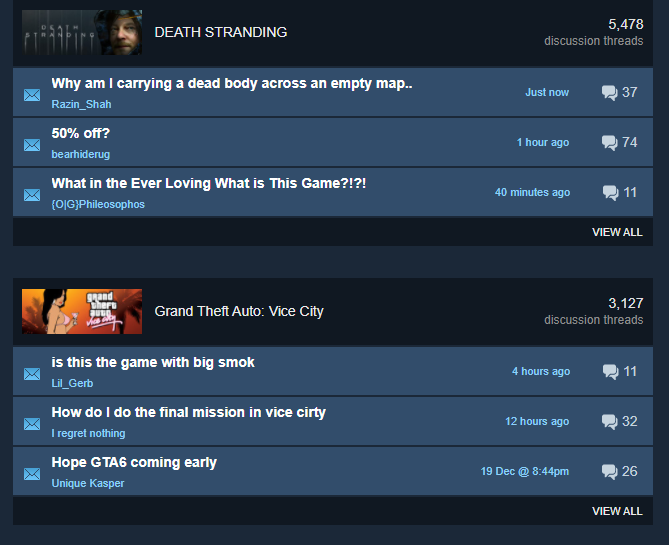 DEATH STRANDING
DEATH STRANDING
5,478
discussion threads
Why am I carrying a dead body across an empty map..
Razin_Shah
Just now
37
50% off?
bearhiderug
1 hour ago
74
What in the Ever Loving What is This Game?!?!
{O|G}Phileosophos
40 minutes ago
11
VIEW ALL
grand theft auto vice city
Grand Theft Auto: Vice City
3,127
discussion threads
is this the game with big smok
Lil_Gerb
4 hours ago
11
How do I do the final mission in vice cirty
I regret nothing
12 hours ago
32
Hope GTA6 coming early
Unique Kasper
19 Dec @ 8:44pm
26
VIEW ALL